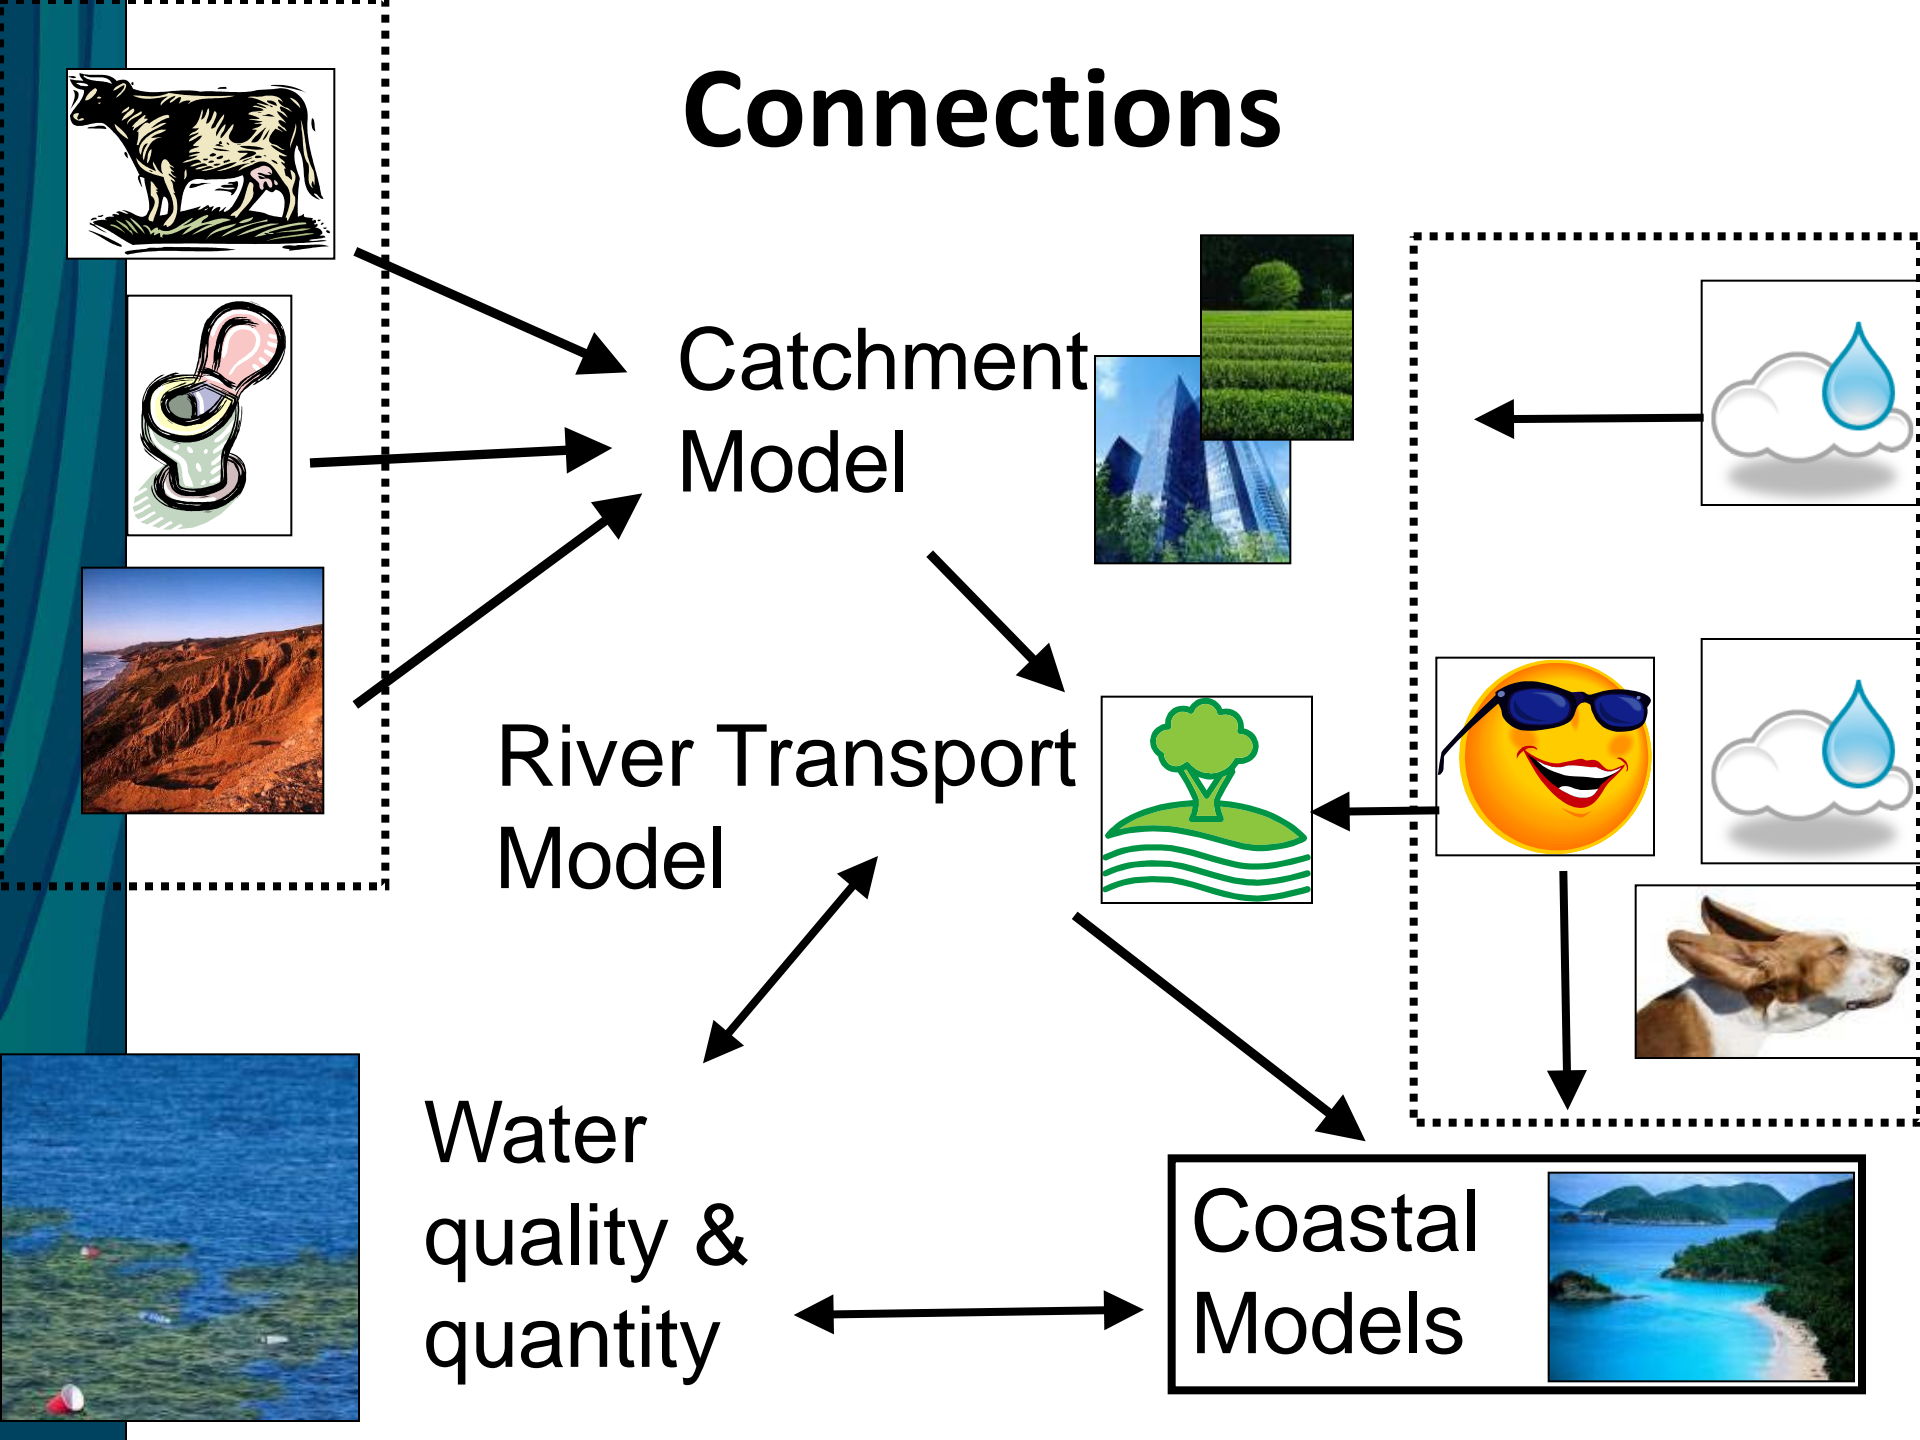 Connections
Catchment
Model
River Transport
Model
Water
quality &
quantity
Coastal
Models